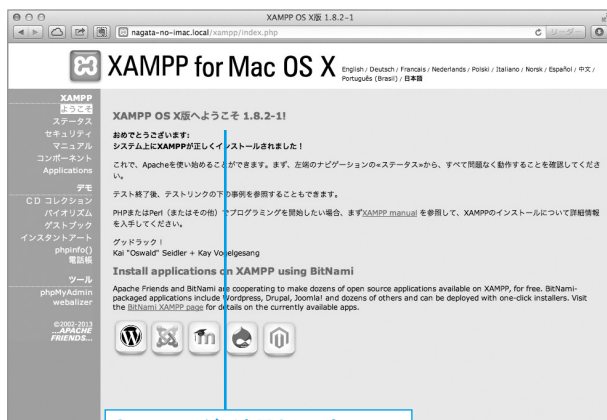 XAMPP OS X版 1.8.2-1
nagata-no-imac.local/xampp/index.php
リーダー
XAMPP for Mac OS X
English / Deutsch / Francais / Nederlands / Polski / Italiano / Norsk / Español / 中文 /
Português (Brasil) / 日本語
XAMPP
ようこそ
ステータス
セキュリティ
マニュアル
コンポーネント
Applications
デモ
CD コレクション
バイオリズム
ゲストブック
インスタントアート
phpinfo()
電話帳
ツール
phpMyAdmin
webalizer
©2002-2013
...APACHE
FRIENDS...
XAMPP OS X版へようこそ 1.8.2-1!
おめでとうございます:
システム上にXAMPPが正しくインストールされました！
これで、Apacheを使い始めることができます。まず、左端のナビゲーションの«ステータス»から、すべて問題なく動作することを確認してくださ
い。
テスト終了後、テストリンクの下の事例を参照することもできます。
PHPまたはPerl（またはその他）でプログラミングを開始したい場合、まずXAMPP manual を参照して、XAMPPのインストールについて詳細情報
を入手してください。
グッドラック！
Kai "Oswald" Seidler + Kay Vogelgesang
Install applications on XAMPP using BitNami
Apache Friends and BitNami are cooperating to make dozens of open source applications available on XAMPP, for free. BitNami-
packaged applications include Wordpress, Drupal, Joomla! and dozens of others and can be deployed with one-click installers. Visit
the BitNami XAMPP page for details on the currently available apps.